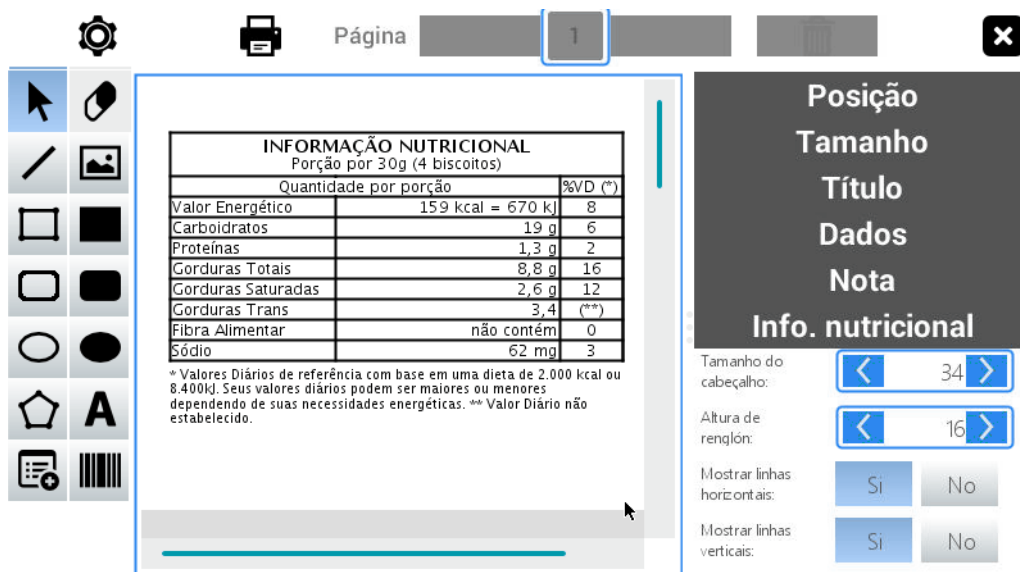 Página
1
Posição
Tamanho
Título
Dados
Nota
Info. nutricional
INFORMAÇÃO NUTRICIONAL
Porção por 30g (4 biscoitos)
Quantidade por porção %VD (*)
Valor Energético 159 kcal = 670 kJ 8
Carboidratos 19 g 6
Proteínas 1,3 g 2
Gorduras Totais 8,8 g 16
Gorduras Saturadas 2,6 g 12
Gorduras Trans 3,4 (**)
Fibra Alimentar não contém 0
Sódio 62 mg 3
* Valores Diários de referência com base em uma dieta de 2.000 kcal ou
8.400kJ. Seus valores diários podem ser maiores ou menores
dependendo de suas necessidades energéticas. ** Valor Diário não
estabelecido.
Tamanho do
cabeçalho:
34
Altura de
renglón:
16
Mostrar linhas
horizontais:
Si No
Mostrar linhas
verticais:
Si No